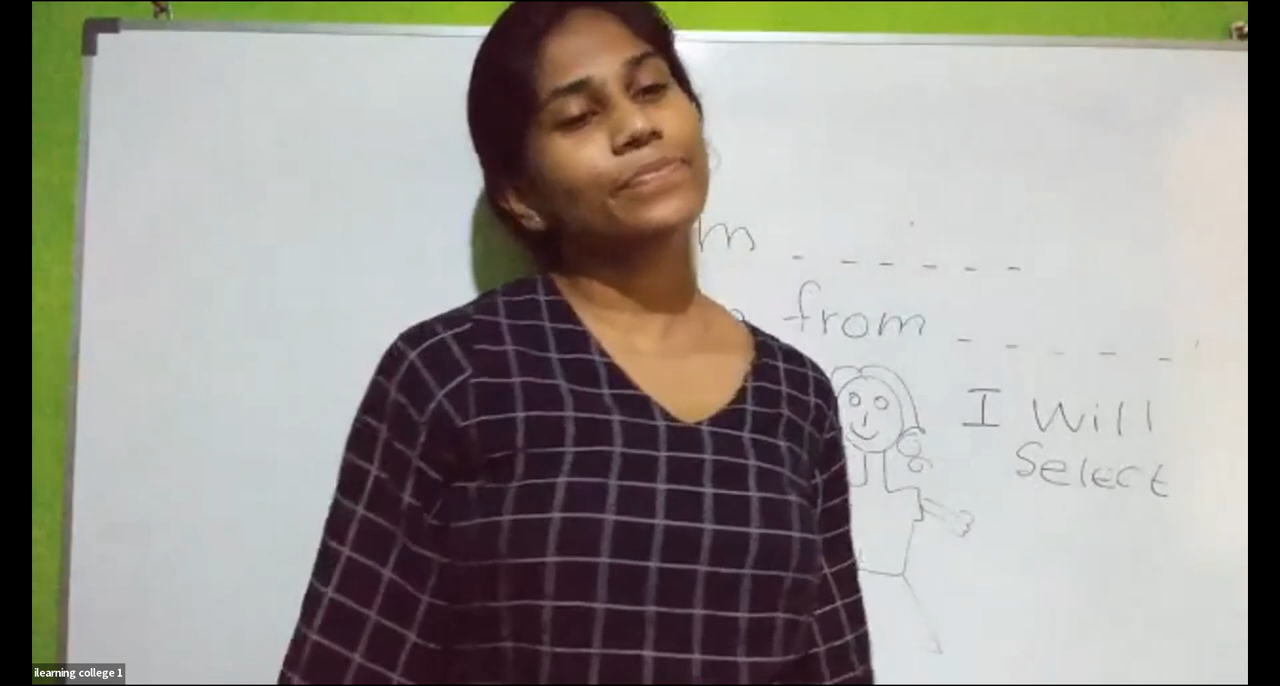 m ------
from -----
I Will
Select
ilearning college 1